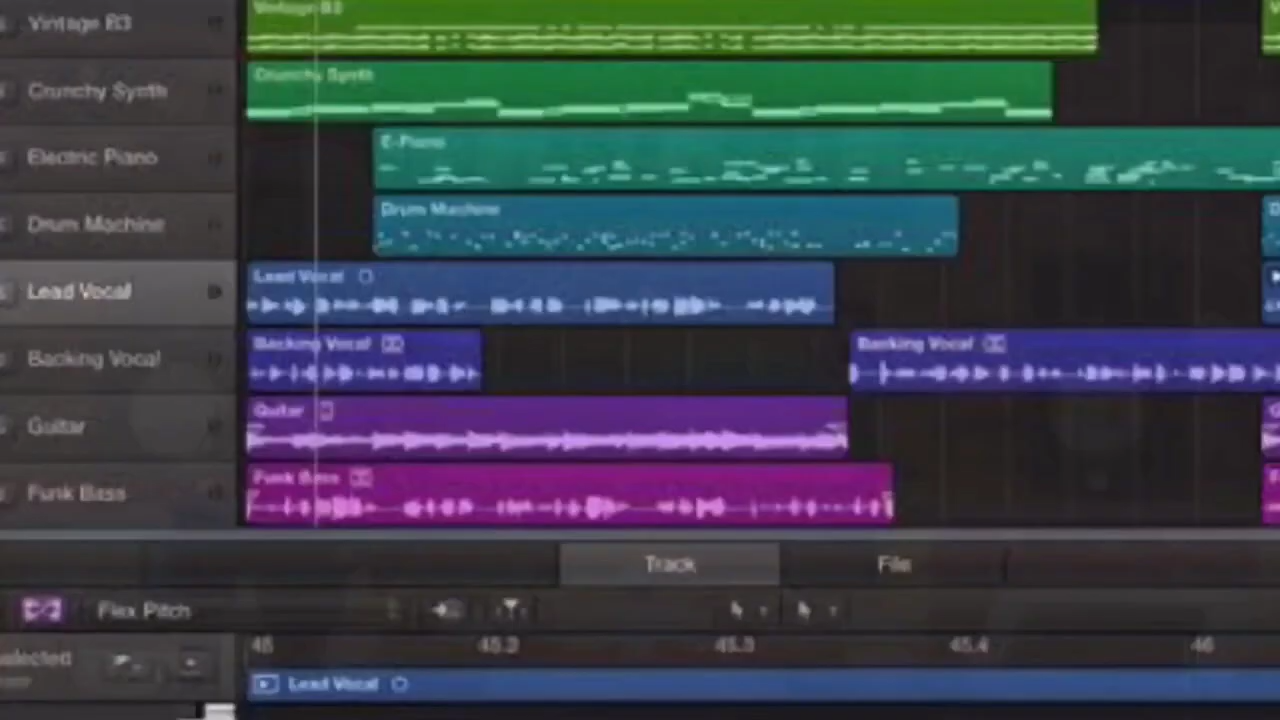 Vintage B3
Vintage B3
Crunchy Synth
Crunchy Synth
Electric Piano
E-Piano
Drum Machine
Drum Machine
Lead Vocal
Lead Vocal
Backing Vocal
Backing Vocal
Backing Vocal
Guitar
Guitar
Funk Bass
Funk Bass
Track
File
Flex Pitch
45
45.2
45.3
45.4
46
selected
Lead Vocal